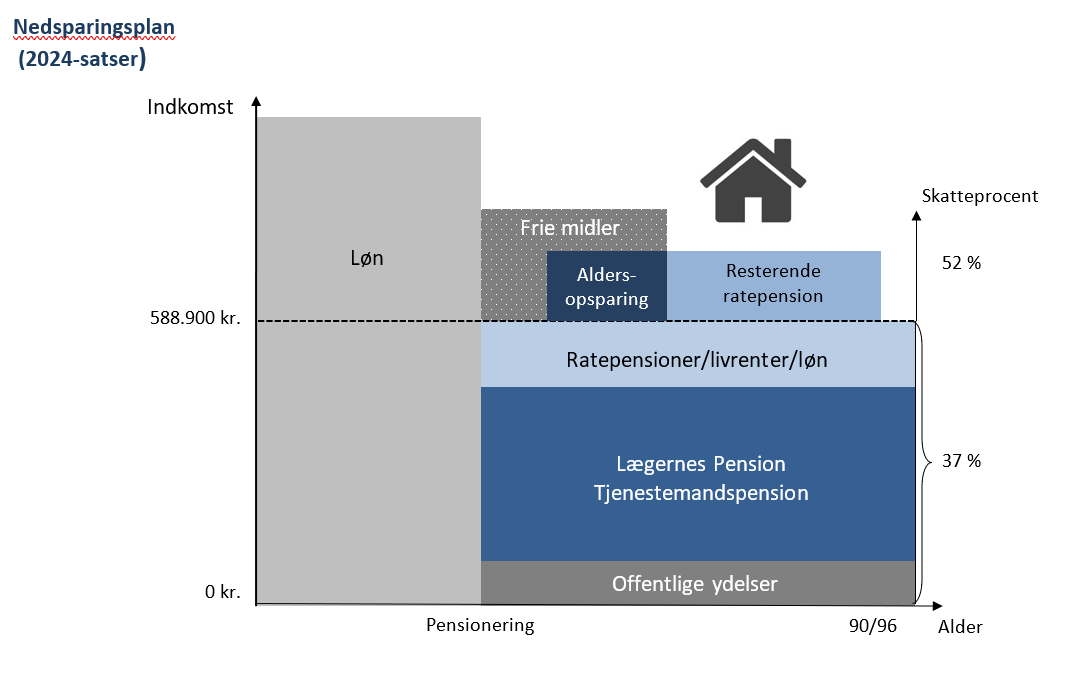 Nedsparingsplan
(2024-satser)
Indkomst
Skatteprocent
Frie midler
Løn
52 %
Alders-
opsparing
Resterende
ratepension
588.900 kr.
Ratepensioner/livrenter/løn
37 %
Lægernes Pension
Tjenestemandspension
Offentlige ydelser
0 kr.
Pensionering
90/96
Alder